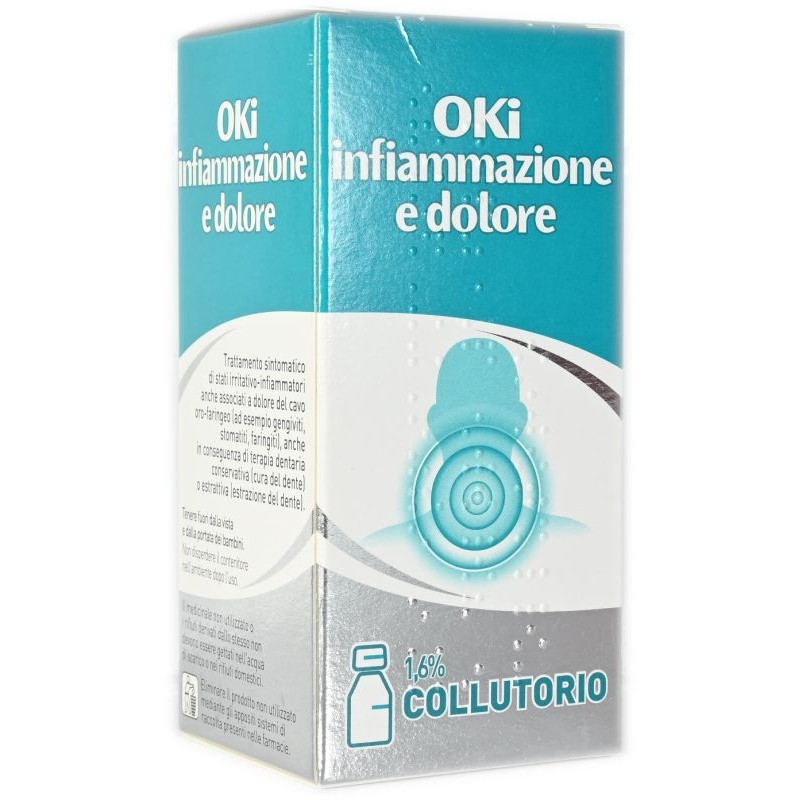 OKi
infiammazione
e dolore
Trattamento sintomatico
di stati irritativo-infiammatori
anche associati a dolore del cavo
oro-faringeo (ad esempio gengiviti,
stomatiti, faringiti), anche
in conseguenza di terapia dentaria
conservativa (cura del dente)
o estrattiva (estrazione del dente).
Tenere fuori dalla vista
e dalla portata dei bambini.
Non disperdere il contenitore
nell'ambiente dopo l'uso.
Il medicinale non utilizzato o
i rifiuti derivati dallo stesso non
devono essere gettati nell'acqua
di scarico o nei rifiuti domestici.
Eliminare il prodotto non utilizzato
mediante gli appositi sistemi di
raccolta presenti nelle farmacie.
OKi
infiammazione
e dolore
1,6%
COLLUTORIO